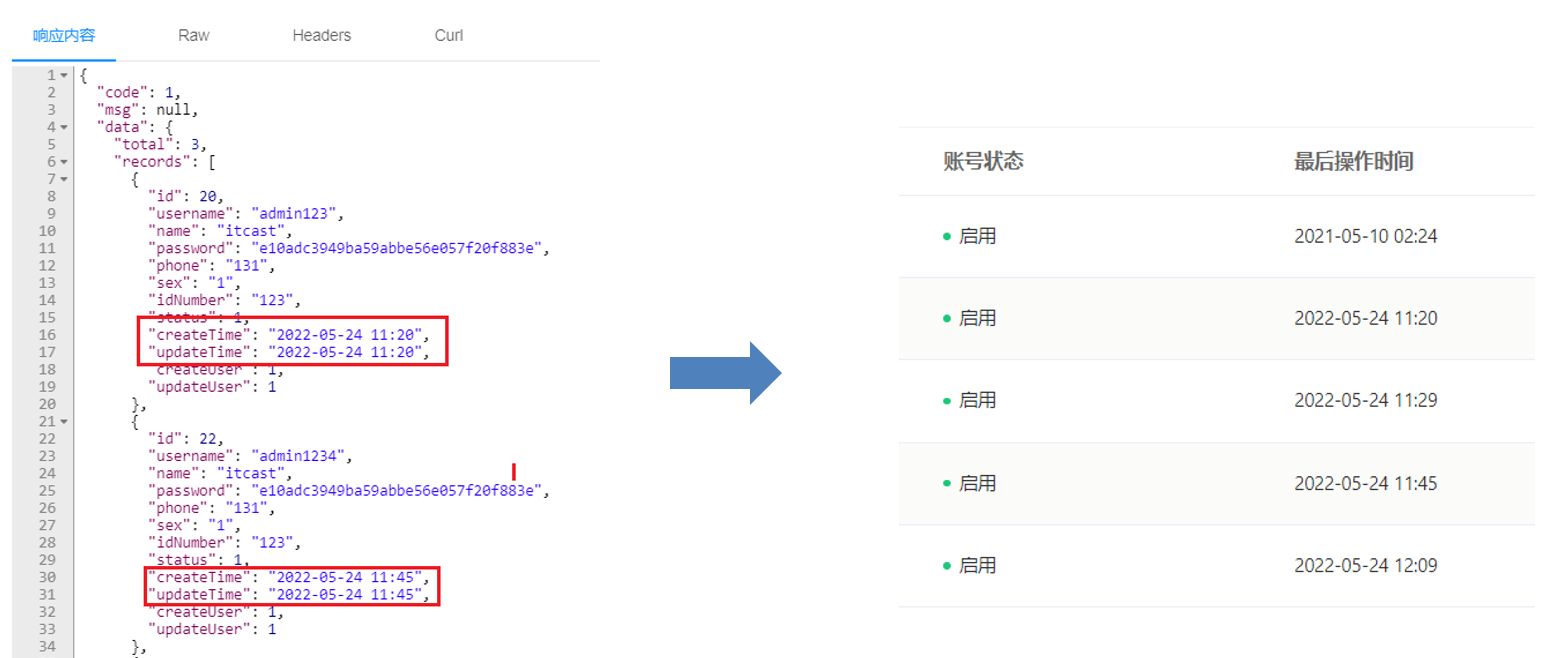 响应内容 Raw Headers Curl
1 {
2 "code": 1,
3 "msg": null,
4 "data": {
5 "total": 3,
6 "records": [
7 {
8 "id": 20,
9 "username": "admin123",
10 "name": "itcast",
11 "password": "e10adc3949ba59abbe56e057f20f883e",
12 "phone": "131",
13 "sex": "1",
14 "idNumber": "123",
15 "status": 1,
16 "createTime": "2022-05-24 11:20",
17 "updateTime": "2022-05-24 11:20",
18 "createUser": 1,
19 "updateUser": 1
20 },
21 {
22 "id": 22,
23 "username": "admin1234",
24 "name": "itcast",
25 "password": "e10adc3949ba59abbe56e057f20f883e",
26 "phone": "131",
27 "sex": "1",
28 "idNumber": "123",
29 "status": 1,
30 "createTime": "2022-05-24 11:45",
31 "updateTime": "2022-05-24 11:45",
32 "createUser": 1,
33 "updateUser": 1
34 },
账号状态 最后操作时间
启用 2021-05-10 02:24
启用 2022-05-24 11:20
启用 2022-05-24 11:29
启用 2022-05-24 11:45
启用 2022-05-24 12:09